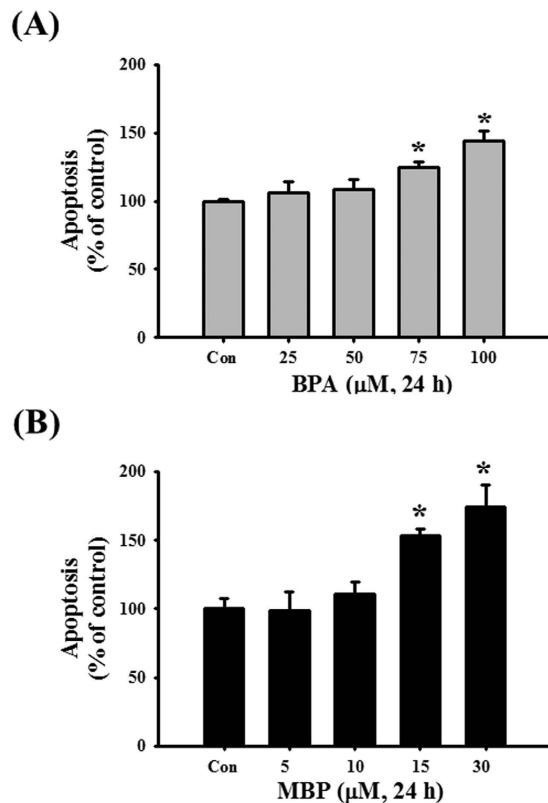 (A)
Apoptosis
(% of control)
200
150
100
50
0
*
*
Con 25 50 75 100
BPA (μM, 24 h)
(B)
Apoptosis
(% of control)
200
150
100
50
0
*
*
Con 5 10 15 30
MBP (μM, 24 h)